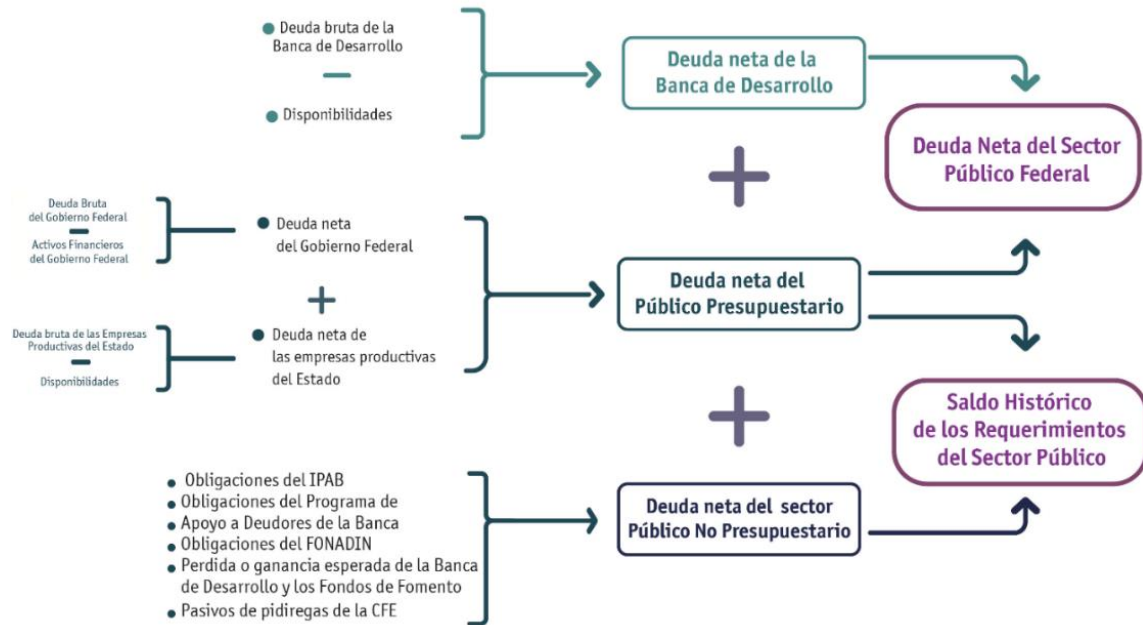 Deuda bruta de la
Banca de Desarrollo
Disponibilidades
Deuda neta de la
Banca de Desarrollo
Deuda Neta del Sector
Público Federal
Deuda Bruta
del Gobierno Federal
Activos Financieros
del Gobierno Federal
Deuda neta
del Gobierno Federal
+
Deuda bruta de las Empresas
Productivas del Estado
Disponibilidades
Deuda neta de
las empresas productivas
del Estado
+
Deuda neta del
Público Presupuestario
+
Saldo Histórico
de los Requerimientos
del Sector Público
• Obligaciones del IPAB
• Obligaciones del Programa de
• Apoyo a Deudores de la Banca
• Obligaciones del FONADIN
• Perdida o ganancia esperada de la Banca
de Desarrollo y los Fondos de Fomento
• Pasivos de pidiregas de la CFE
Deuda neta del sector
Público No Presupuestario